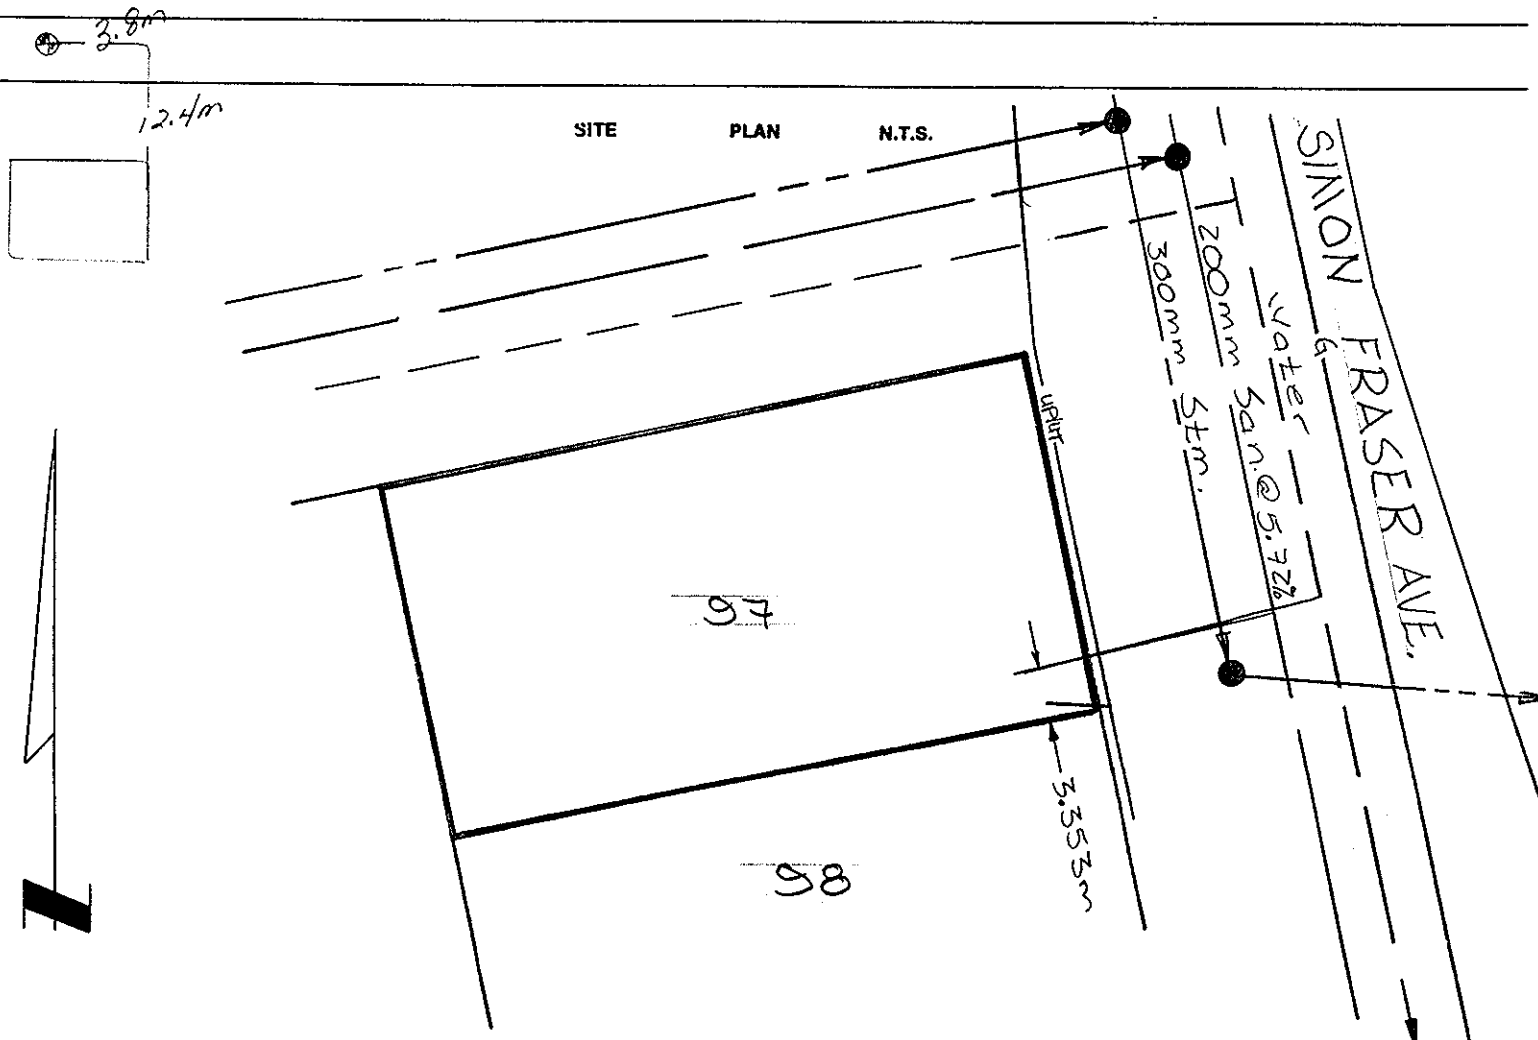 3.8m
12.4m
SITE PLAN N.T.S.
SIMON FRASER AVE.
G
Water
200mm San. @ 5.72%
300mm Stm.
97
3.353m
98